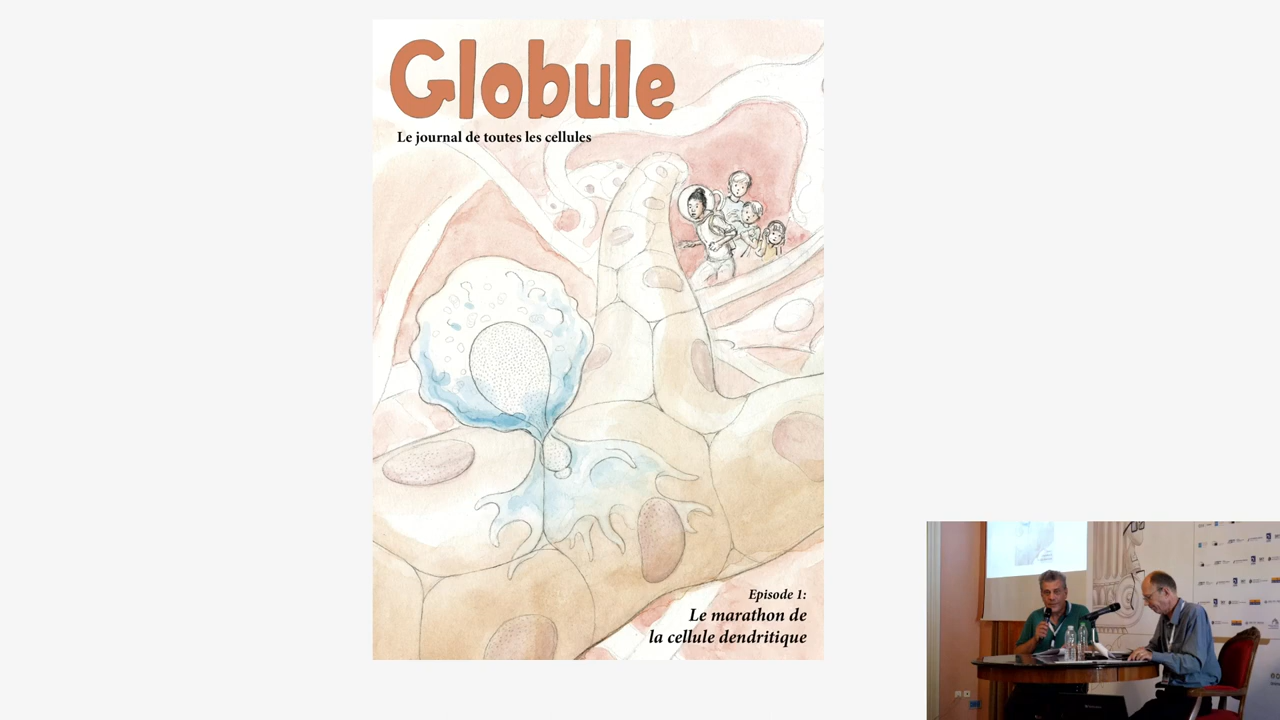 Globule
Le journal de toutes les cellules
Episode 1:
Le marathon de
la cellule dendritique